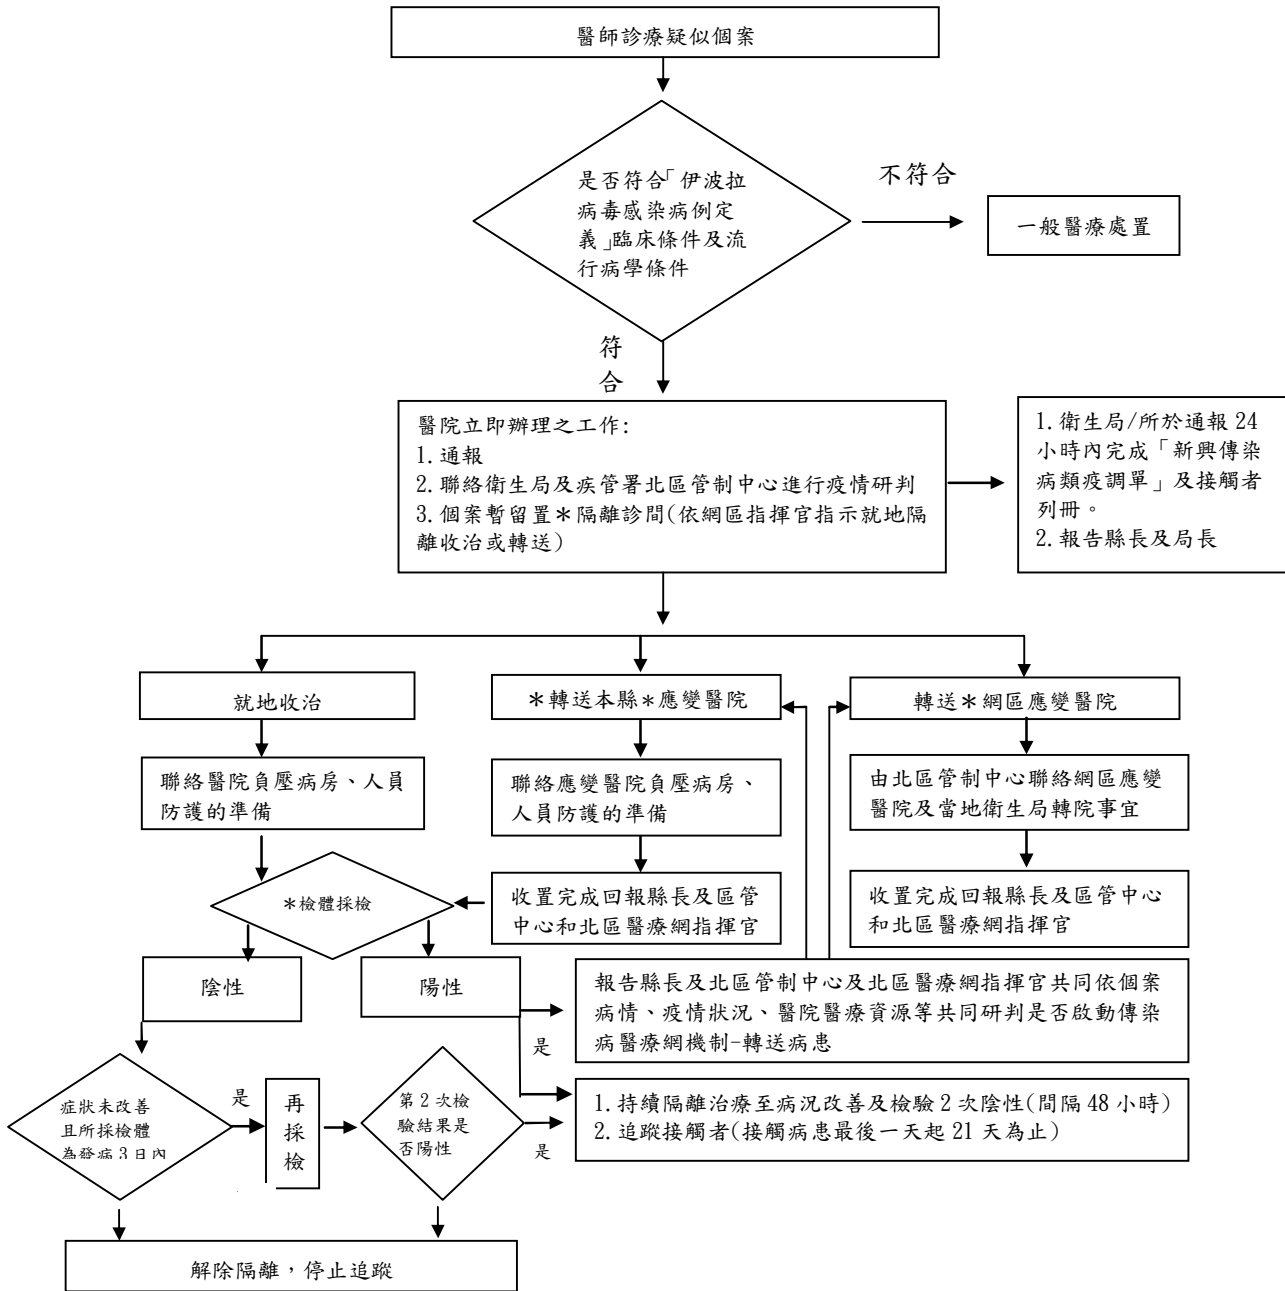 醫師診療疑似個案
是否符合「伊波拉
病毒感染病例定
義」臨床條件及流
行病學條件
不符合
一般醫療處置
符
合
醫院立即辦理之工作:
1.通報
2.聯絡衛生局及疾管署北區管制中心進行疫情研判
3.個案暫留置＊隔離診間(依網區指揮官指示就地隔
離收治或轉送)
1.衛生局/所於通報 24
小時內完成「新興傳染
病類疫調單」及接觸者
列冊。
2.報告縣長及局長
就地收治
＊轉送本縣＊應變醫院
轉送＊網區應變醫院
聯絡醫院負壓病房、人員
防護的準備
聯絡應變醫院負壓病房、
人員防護的準備
由北區管制中心聯絡網區應變
醫院及當地衛生局轉院事宜
＊檢體採檢
收置完成回報縣長及區管
中心和北區醫療網指揮官
收置完成回報縣長及區管中心
和北區醫療網指揮官
陰性
陽性
報告縣長及北區管制中心及北區醫療網指揮官共同依個案
病情、疫情狀況、醫院醫療資源等共同研判是否啟動傳染
病醫療網機制-轉送病患
是
症狀未改善
且所採檢體
為發病 3 日內
是
再
採
檢
第 2 次檢
驗結果是
否陽性
是
1.持續隔離治療至病況改善及檢驗 2 次陰性(間隔 48 小時)
2.追蹤接觸者(接觸病患最後一天起 21 天為止)
解除隔離，停止追蹤